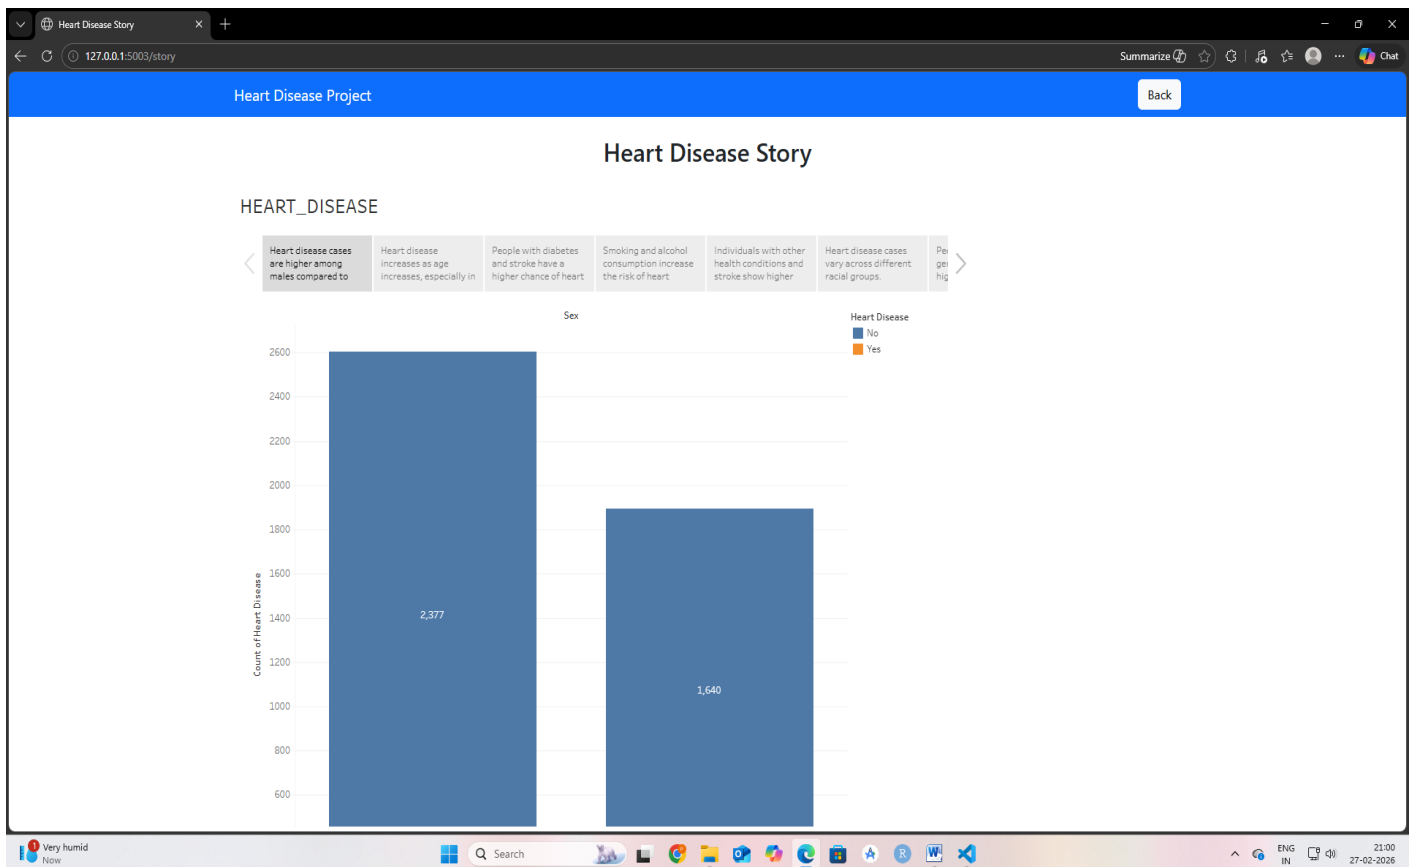 Heart Disease Story
127.0.0.1:5003/story
Summarize
Chat
Heart Disease Project
Back
Heart Disease Story
HEART_DISEASE
Heart disease cases
are higher among
males compared to
Heart disease
increases as age
increases, especially in
People with diabetes
and stroke have a
higher chance of heart
Smoking and alcohol
consumption increase
the risk of heart
Individuals with other
health conditions and
stroke show higher
Heart disease cases
vary across different
racial groups.
Sex
Heart Disease
No
Yes
Count of Heart Disease
2600
2400
2200
2000
1800
1600
1400
1200
1000
800
600
2,377
1,640
1
Very humid
Now
Search
R
W
ENG
IN
21:00
27-02-2026